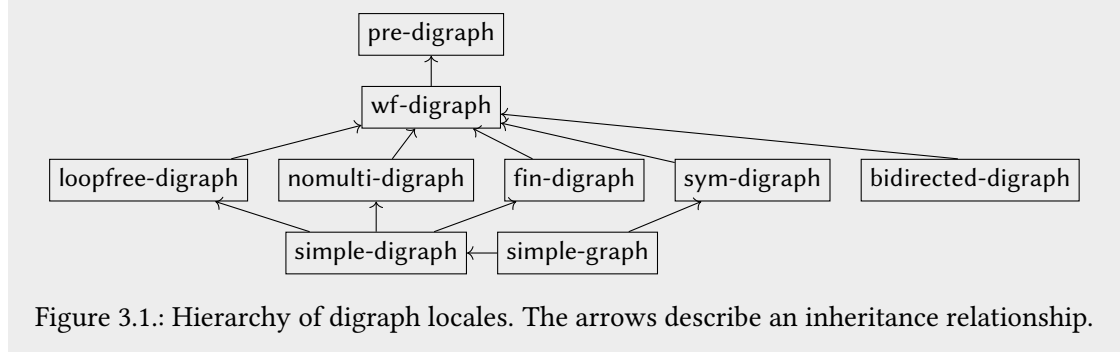 pre-digraph
wf-digraph
loopfree-digraph
nomulti-digraph
fin-digraph
sym-digraph
bidirected-digraph
simple-digraph
simple-graph
Figure 3.1.: Hierarchy of digraph locales. The arrows describe an inheritance relationship.